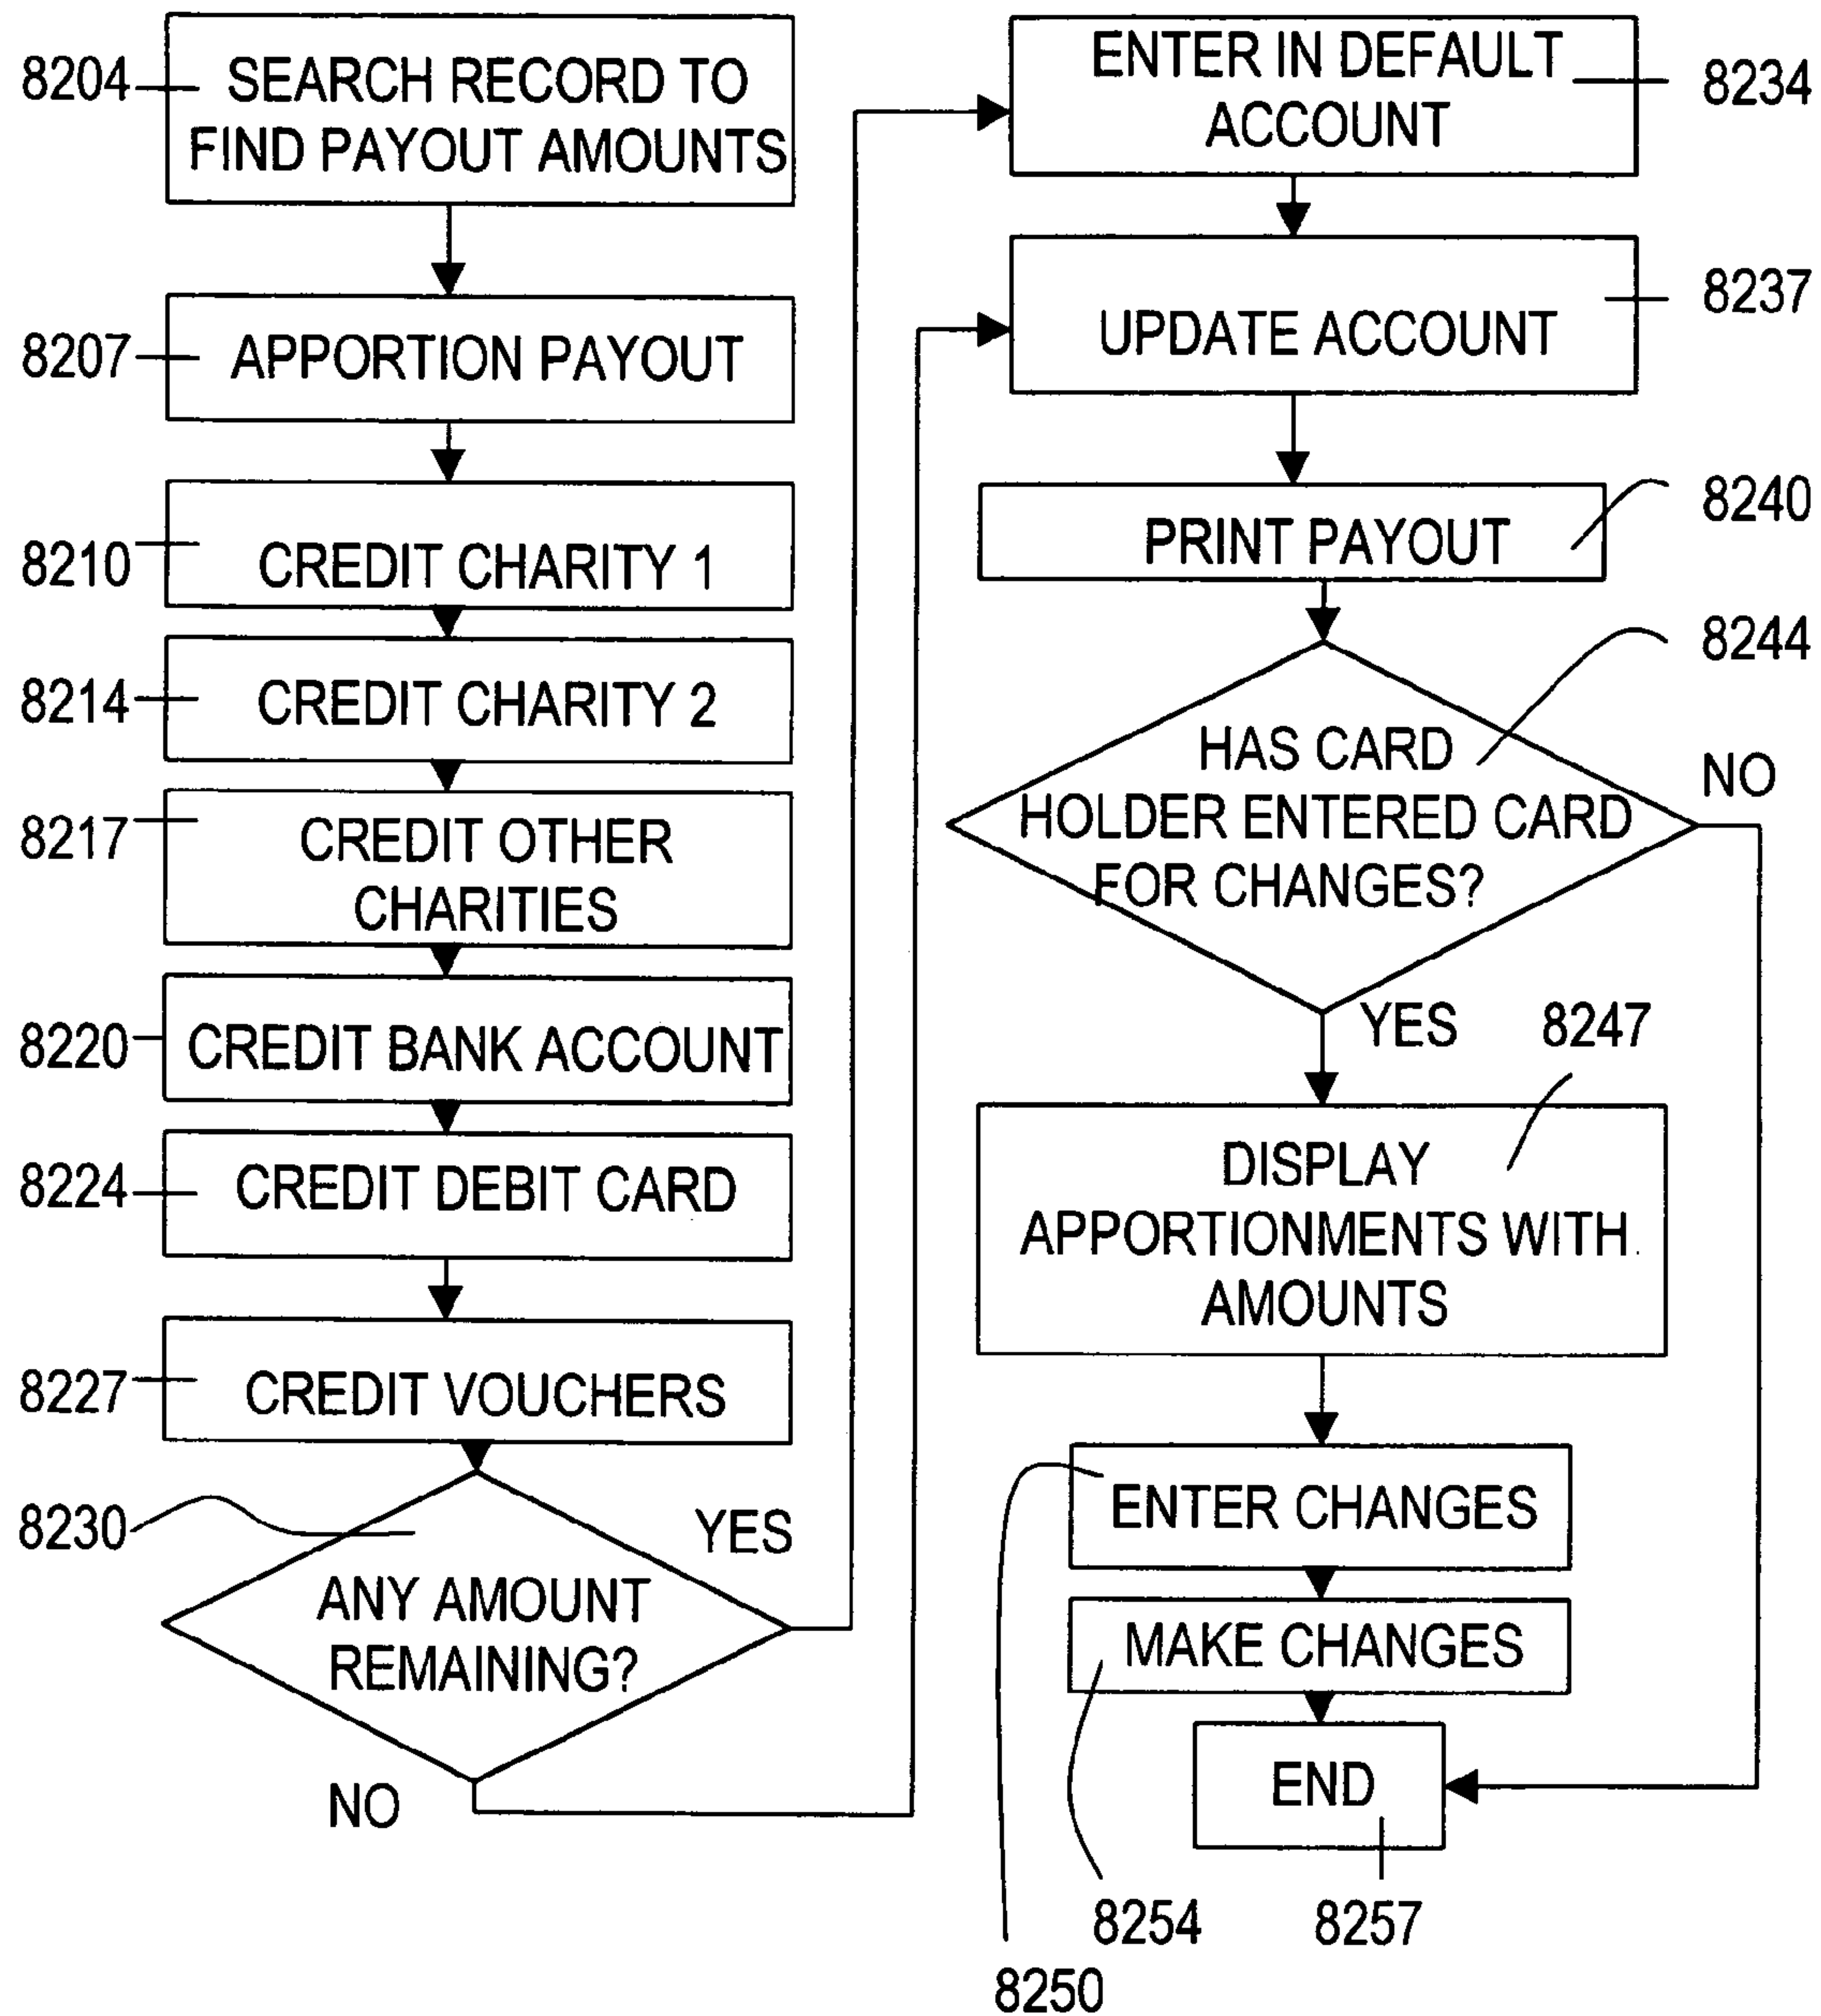 8204
SEARCH RECORD TO
FIND PAYOUT AMOUNTS
8207
APPORTION PAYOUT
8210
CREDIT CHARITY 1
8214
CREDIT CHARITY 2
8217
CREDIT OTHER
CHARITIES
8220
CREDIT BANK ACCOUNT
8224
CREDIT DEBIT CARD
8227
CREDIT VOUCHERS
8230
YES
ANY AMOUNT
REMAINING?
NO
ENTER IN DEFAULT
ACCOUNT
8234
8237
UPDATE ACCOUNT
8240
PRINT PAYOUT
8244
HAS CARD
HOLDER ENTERED CARD
FOR CHANGES?
NO
YES
8247
DISPLAY
APPORTIONMENTS WITH
AMOUNTS
ENTER CHANGES
MAKE CHANGES
END
8254
8257
8250